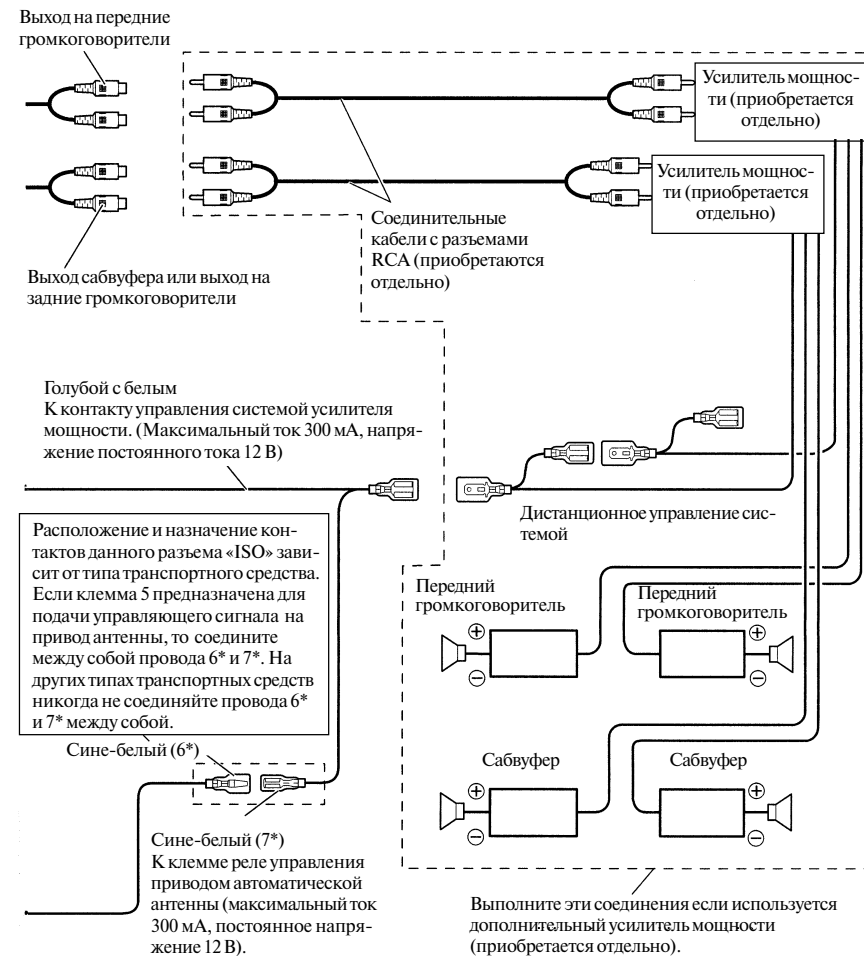 Выход на передние
громкоговорители
Усилитель мощнос-
ти (приобретается
отдельно)
Усилитель мощнос-
ти (приобретается
отдельно)
Соединительные
кабели с разъемами
RCA (приобретаются
отдельно)
Выход сабвуфера или выход на
задние громкоговорители
Голубой с белым
К контакту управления системой усилителя
мощности. (Максимальный ток 300 мА, напря-
жение постоянного тока 12 В)
Дистанционное управление сис-
темой
Расположение и назначение кон-
тактов данного разъема «ISO» зави-
сит от типа транспортного средства.
Если клемма 5 предназначена для
подачи управляющего сигнала на
привод антенны, то соедините
между собой провода 6* и 7*. На
других типах транспортных средств
никогда не соединяйте провода 6*
и 7* между собой.
Передний
громкоговоритель
Передний
громкоговоритель
⊕
⊕
⊖
⊖
Сине-белый (6*)
Сабвуфер
Сабвуфер
⊕
⊕
⊖
⊖
Сине-белый (7*)
К клемме реле управления
приводом автоматической
антенны (максимальный ток
300 мА, постоянное напря-
жение 12 В).
Выполните эти соединения если используется
дополнительный усилитель мощности
(приобретается отдельно).